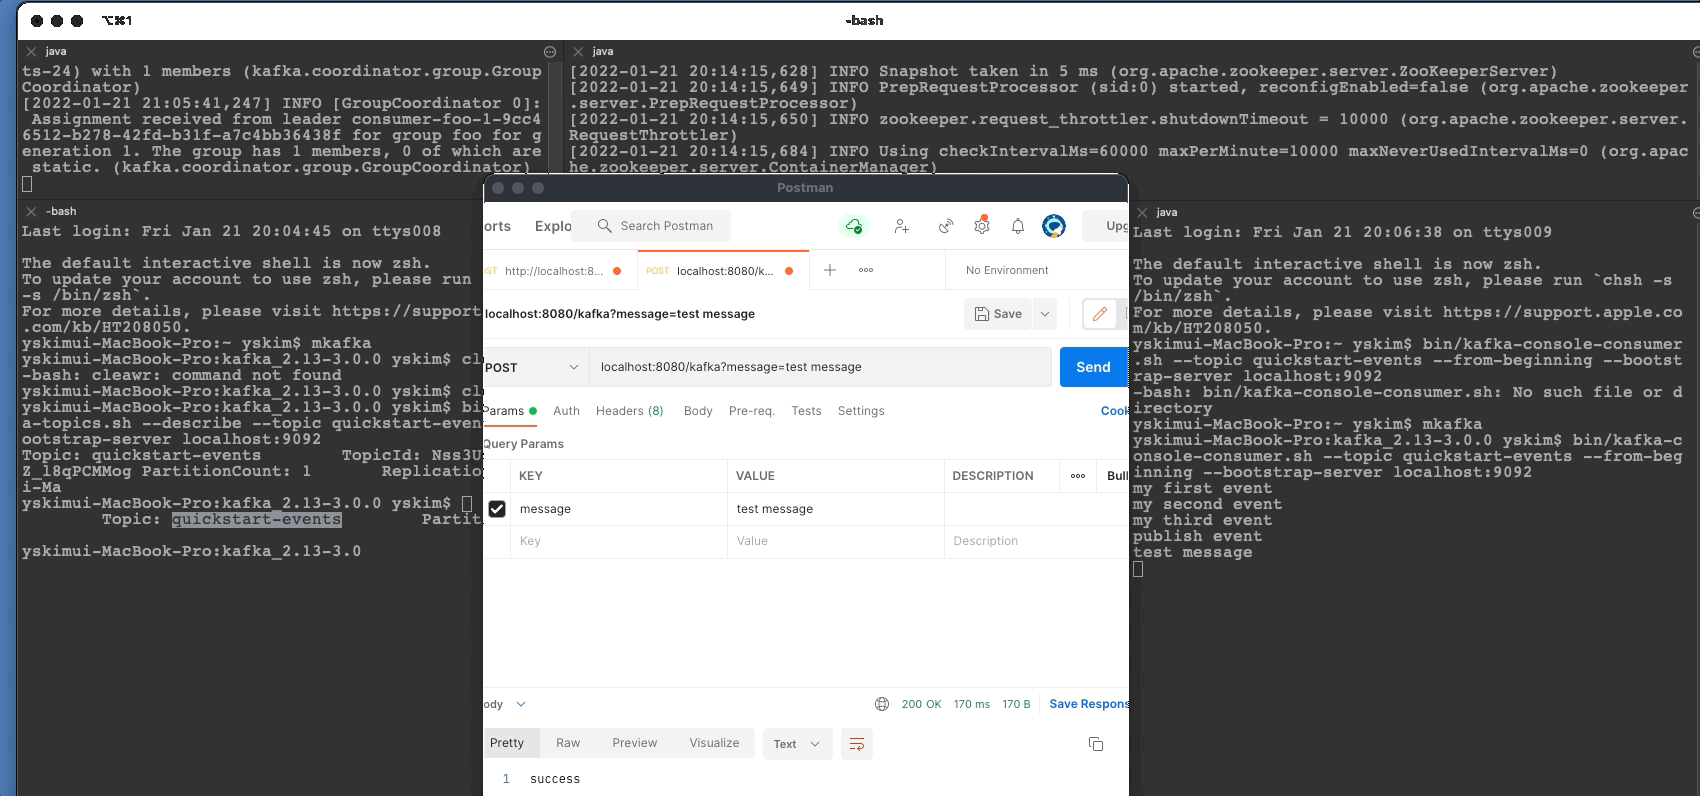 ⌥⌘1
-bash
java
ts-24) with 1 members (kafka.coordinator.group.Group
Coordinator)
[2022-01-21 21:05:41,247] INFO [GroupCoordinator 0]:
Assignment received from leader consumer-foo-1-9cc4
6512-b278-42fd-b31f-a7c4bb36438f for group foo for g
eneration 1. The group has 1 members, 0 of which are
static. (kafka.coordinator.group.GroupCoordinator)
java
[2022-01-21 20:14:15,628] INFO Snapshot taken in 5 ms (org.apache.zookeeper.server.ZooKeeperServer)
[2022-01-21 20:14:15,649] INFO PrepRequestProcessor (sid:0) started, reconfigEnabled=false (org.apache.zookeeper
.server.PrepRequestProcessor)
[2022-01-21 20:14:15,650] INFO zookeeper.request_throttler.shutdownTimeout = 10000 (org.apache.zookeeper.server.
RequestThrottler)
[2022-01-21 20:14:15,684] INFO Using checkIntervalMs=60000 maxPerMinute=10000 maxNeverUsedIntervalMs=0 (org.apac
he.zookeeper.server.ContainerManager)
-bash
Last login: Fri Jan 21 20:04:45 on ttys008
The default interactive shell is now zsh.
To update your account to use zsh, please run
-s /bin/zsh`.
For more details, please visit https://support
.com/kb/HT208050.
yskimui-MacBook-Pro:~ yskim$ mkafka
yskimui-MacBook-Pro:kafka_2.13-3.0.0 yskim$ cl
-bash: cleawr: command not found
yskimui-MacBook-Pro:kafka_2.13-3.0.0 yskim$ cl
yskimui-MacBook-Pro:kafka_2.13-3.0.0 yskim$ bi
a-topics.sh --describe --topic quickstart-even
ootstrap-server localhost:9092
Topic: quickstart-events TopicId: Nss3U
Z_l8qPCMMog PartitionCount: 1 Replicatio
i-Ma
yskimui-MacBook-Pro:kafka_2.13-3.0.0 yskim$
Topic: quickstart-events Partit
yskimui-MacBook-Pro:kafka_2.13-3.0
Postman
orts Explo Search Postman Upg
ST http://localhost:8... POST localhost:8080/k... No Environment
localhost:8080/kafka?message=test message Save
POST localhost:8080/kafka?message=test message Send
Params Auth Headers (8) Body Pre-req. Tests Settings Cook
Query Params
KEY VALUE DESCRIPTION Bul
message test message
Key Value Description
ody 200 OK 170 ms 170 B Save Respons
Pretty Raw Preview Visualize Text
1 success
java
Last login: Fri Jan 21 20:06:38 on ttys009
The default interactive shell is now zsh.
To update your account to use zsh, please run `chsh -s
/bin/zsh`.
For more details, please visit https://support.apple.co
m/kb/HT208050.
yskimui-MacBook-Pro:~ yskim$ bin/kafka-console-consumer
.sh --topic quickstart-events --from-beginning --bootst
rap-server localhost:9092
-bash: bin/kafka-console-consumer.sh: No such file or d
irectory
yskimui-MacBook-Pro:~ yskim$ mkafka
yskimui-MacBook-Pro:kafka_2.13-3.0.0 yskim$ bin/kafka-c
onsole-consumer.sh --topic quickstart-events --from-beg
inning --bootstrap-server localhost:9092
my first event
my second event
my third event
publish event
test message